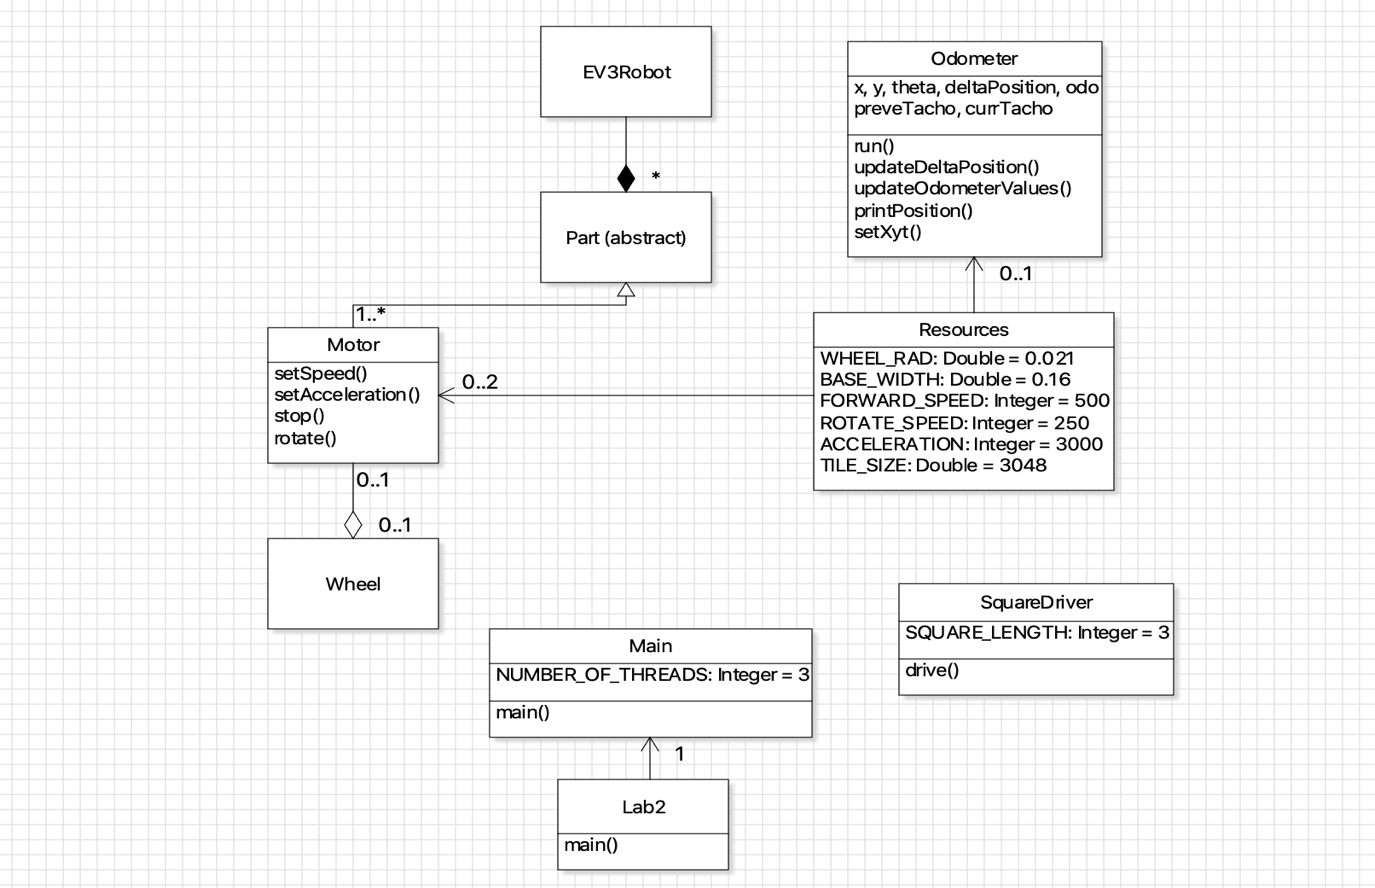 EV3Robot
*
Part (abstract)
Odometer
x, y, theta, deltaPosition, odo
preveTacho, currTacho
run()
updateDeltaPosition()
updateOdometerValues()
printPosition()
setXyt()
0..1
1..*
Motor
setSpeed()
setAcceleration()
stop()
rotate()
0..2
Resources
WHEEL_RAD: Double = 0.021
BASE_WIDTH: Double = 0.16
FORWARD_SPEED: Integer = 500
ROTATE_SPEED: Integer = 250
ACCELERATION: Integer = 3000
TILE_SIZE: Double = 3048
0..1
0..1
Wheel
SquareDriver
SQUARE_LENGTH: Integer = 3
drive()
Main
NUMBER_OF_THREADS: Integer = 3
main()
1
Lab2
main()